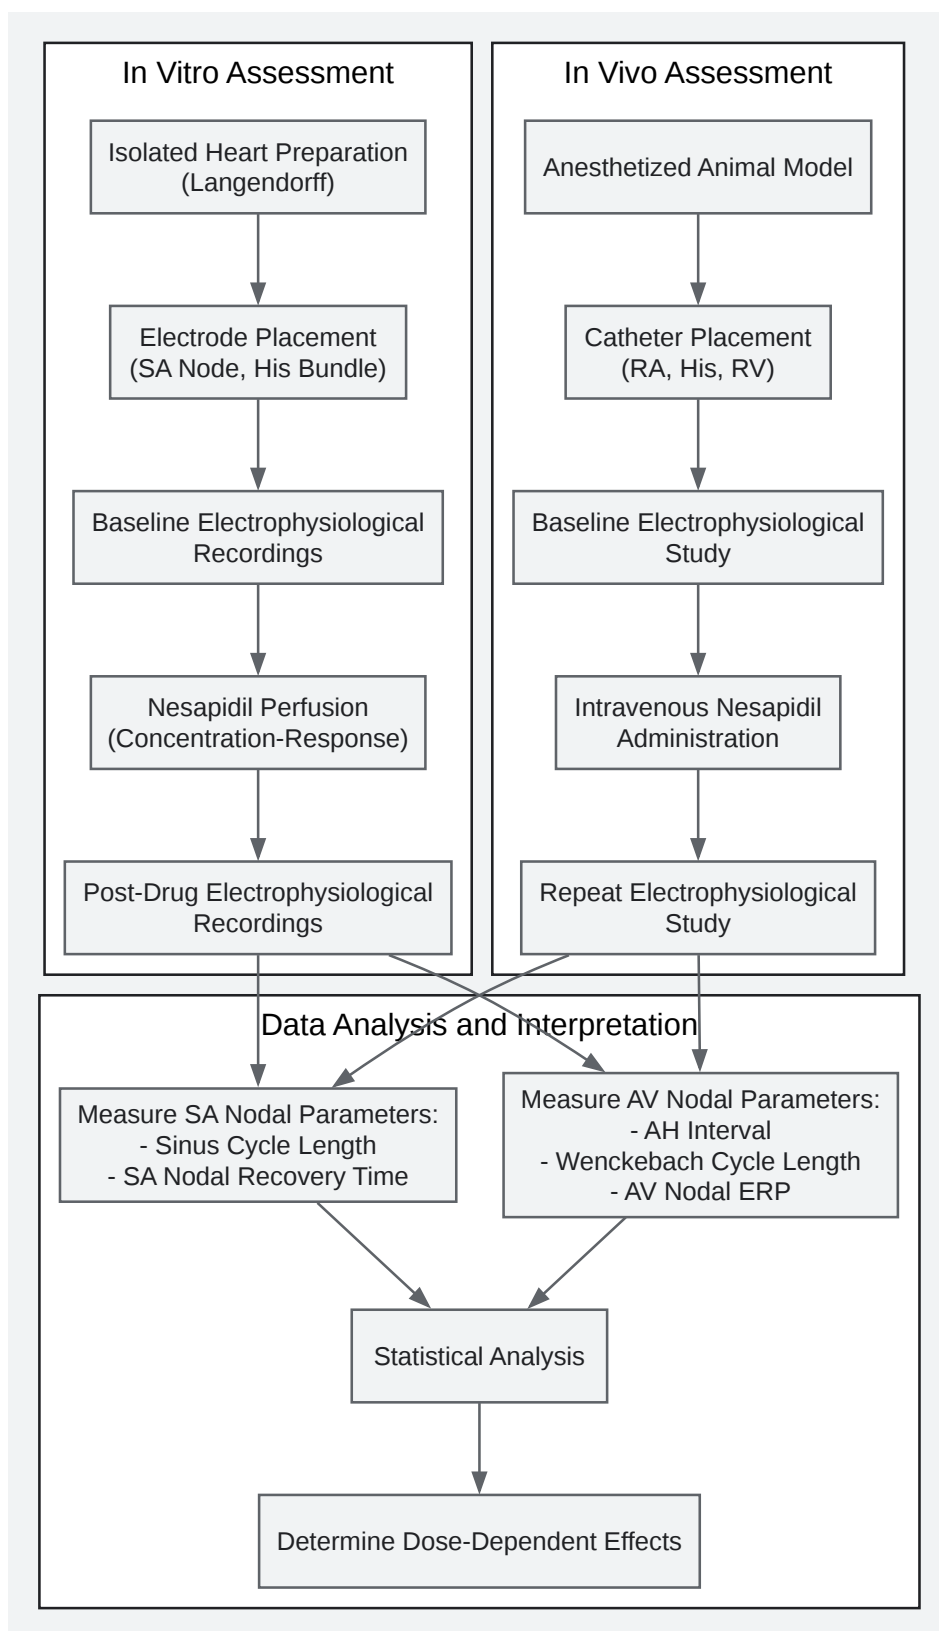 In Vitro Assessment
Isolated Heart Preparation
(Langendorff)
Electrode Placement
(SA Node, His Bundle)
Baseline Electrophysiological
Recordings
Nesapidil Perfusion
(Concentration-Response)
Post-Drug Electrophysiological
Recordings
In Vivo Assessment
Anesthetized Animal Model
Catheter Placement
(RA, His, RV)
Baseline Electrophysiological
Study
Intravenous Nesapidil
Administration
Repeat Electrophysiological
Study
Data Analysis and Interpretation
Measure SA Nodal Parameters:
- Sinus Cycle Length
- SA Nodal Recovery Time
Measure AV Nodal Parameters:
- AH Interval
- Wenckebach Cycle Length
- AV Nodal ERP
Statistical Analysis
Determine Dose-Dependent Effects